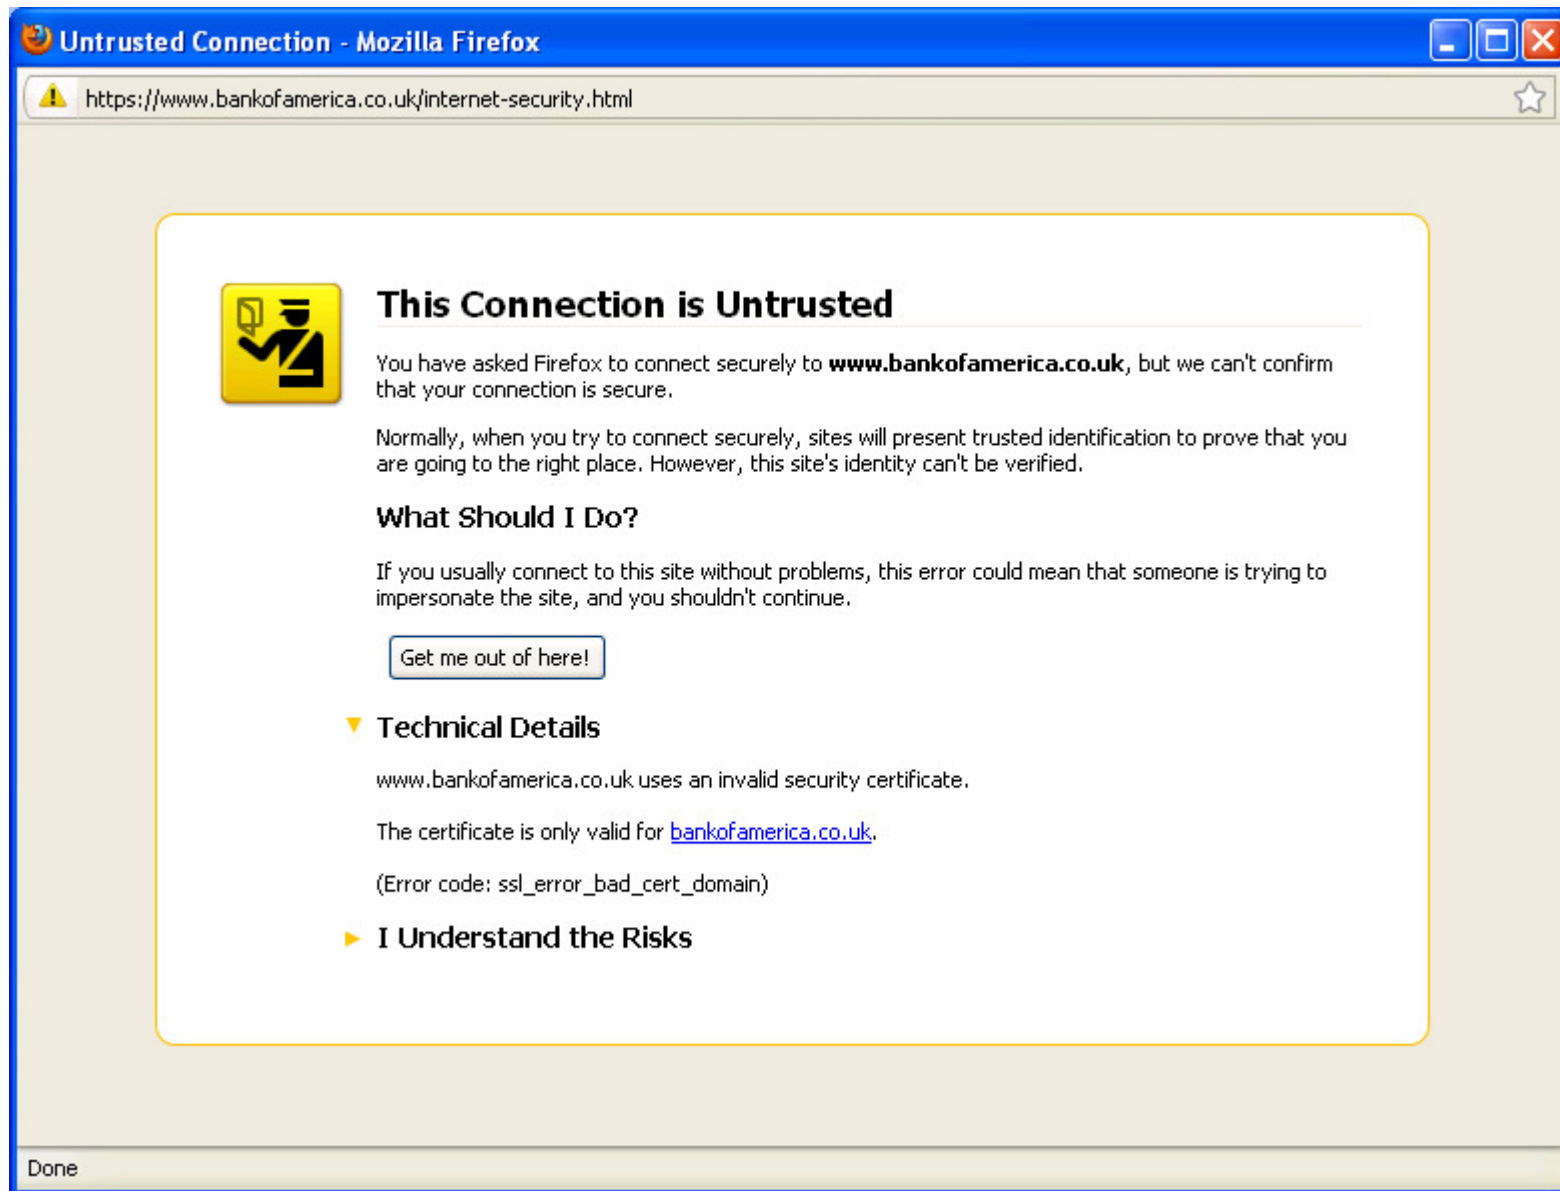 Untrusted Connection - Mozilla Firefox
https://www.bankofamerica.co.uk/internet-security.html
This Connection is Untrusted
You have asked Firefox to connect securely to www.bankofamerica.co.uk, but we can't confirm
that your connection is secure.
Normally, when you try to connect securely, sites will present trusted identification to prove that you
are going to the right place. However, this site's identity can't be verified.
What Should I Do?
If you usually connect to this site without problems, this error could mean that someone is trying to
impersonate the site, and you shouldn't continue.
Get me out of here!
Technical Details
www.bankofamerica.co.uk uses an invalid security certificate.
The certificate is only valid for bankofamerica.co.uk.
(Error code: ssl_error_bad_cert_domain)
I Understand the Risks
Done